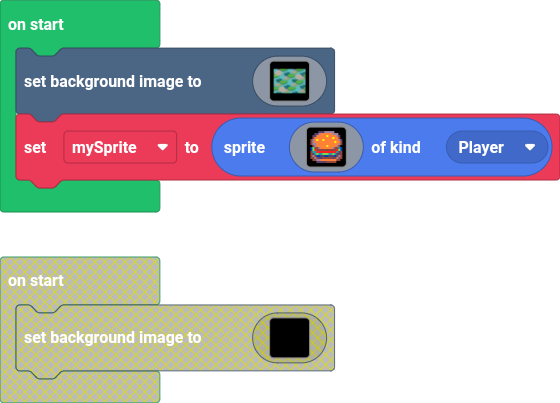 on start
set background image to
set mySprite to sprite of kind Player
on start
set background image to